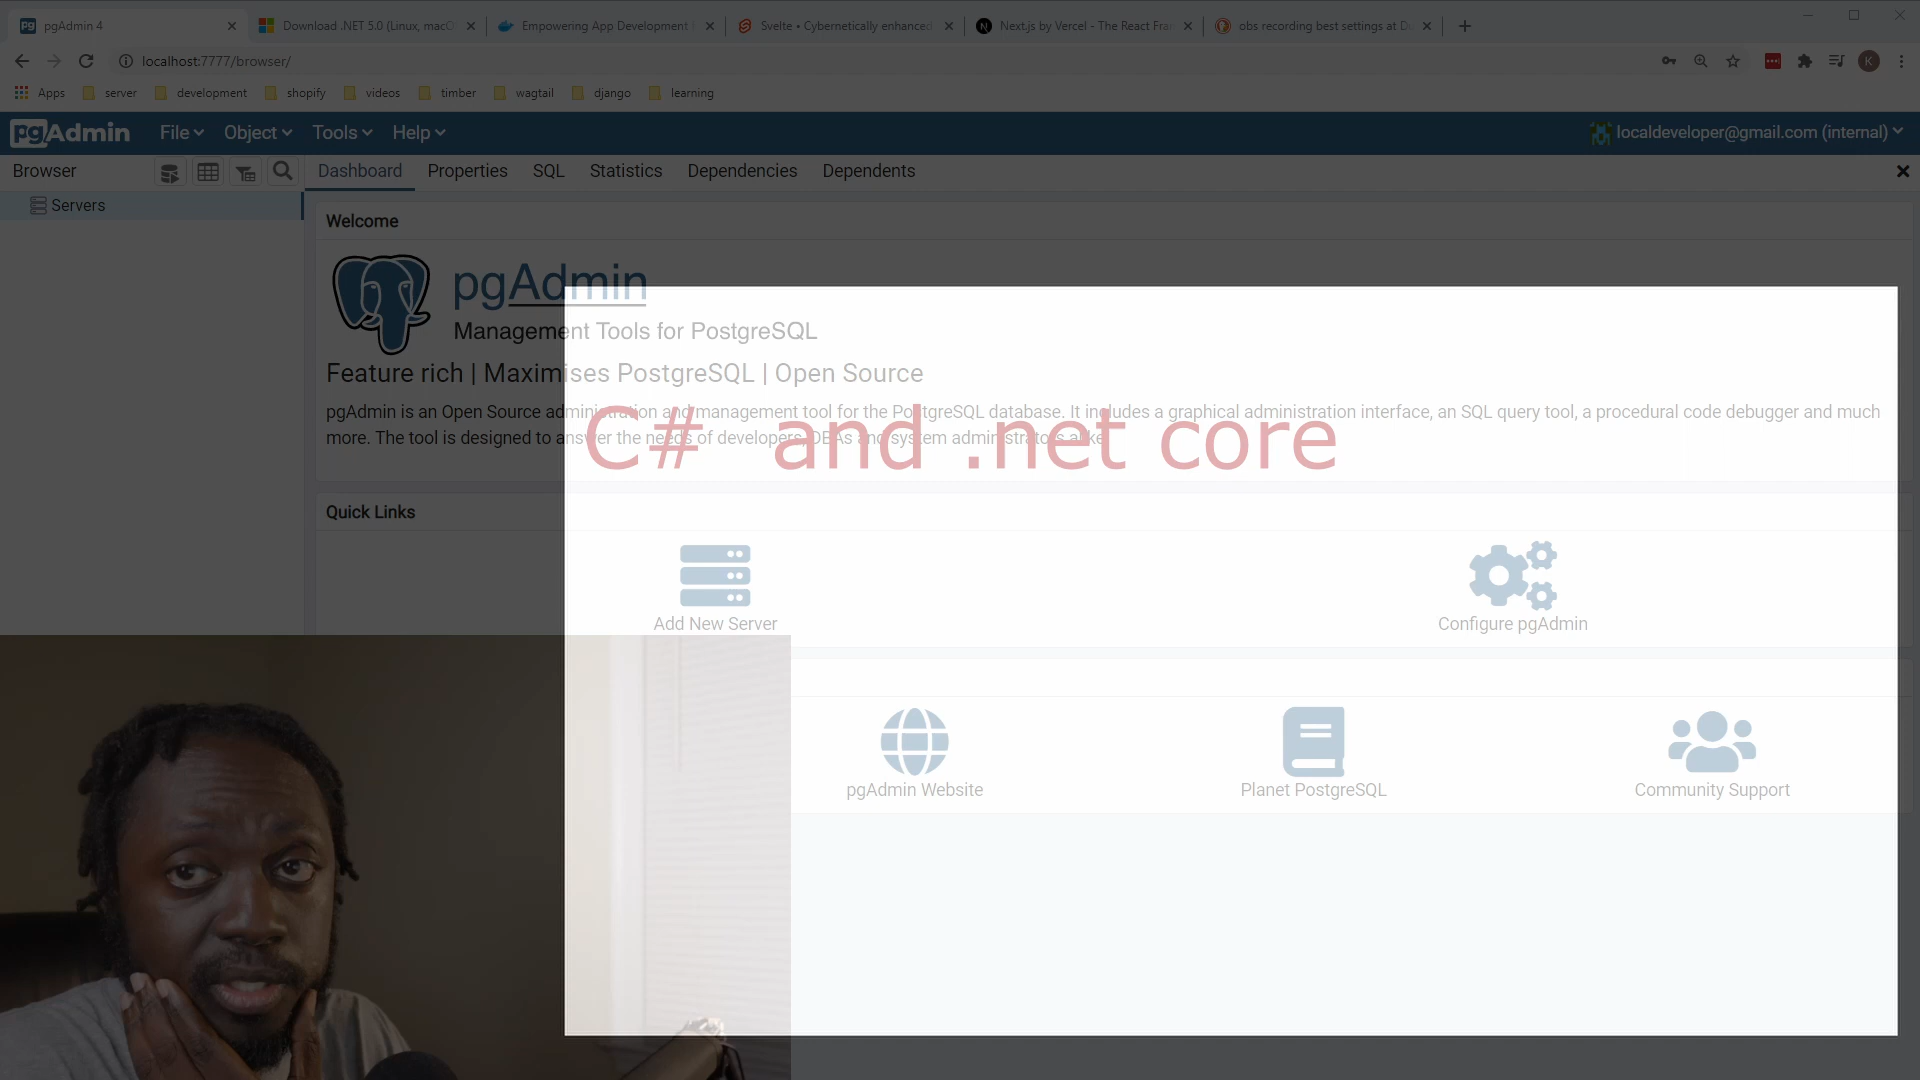 pgAdmin 4
Download .NET 5.0 (Linux, macO
Empowering App Development
Svelte • Cybernetically enhanced
Next.js by Vercel - The React Fra
obs recording best settings at D
localhost:7777/browser/
K
Apps
server
development
shopify
videos
timber
wagtail
django
learning
pgAdmin
File
Object
Tools
Help
localdeveloper@gmail.com (internal)
Browser
Dashboard
Properties
SQL
Statistics
Dependencies
Dependents
Servers
Welcome
pgAdmin
Management Tools for PostgreSQL
Feature rich | Maximises PostgreSQL | Open Source
pgAdmin is an Open Source administration and management tool for the PostgreSQL database. It includes a graphical administration interface, an SQL query tool, a procedural code debugger and much
more. The tool is designed to answer the needs of developers, DBAs and system administrators alike.
C# and .net core
Quick Links
Add New Server
Configure pgAdmin
pgAdmin Website
Planet PostgreSQL
Community Support